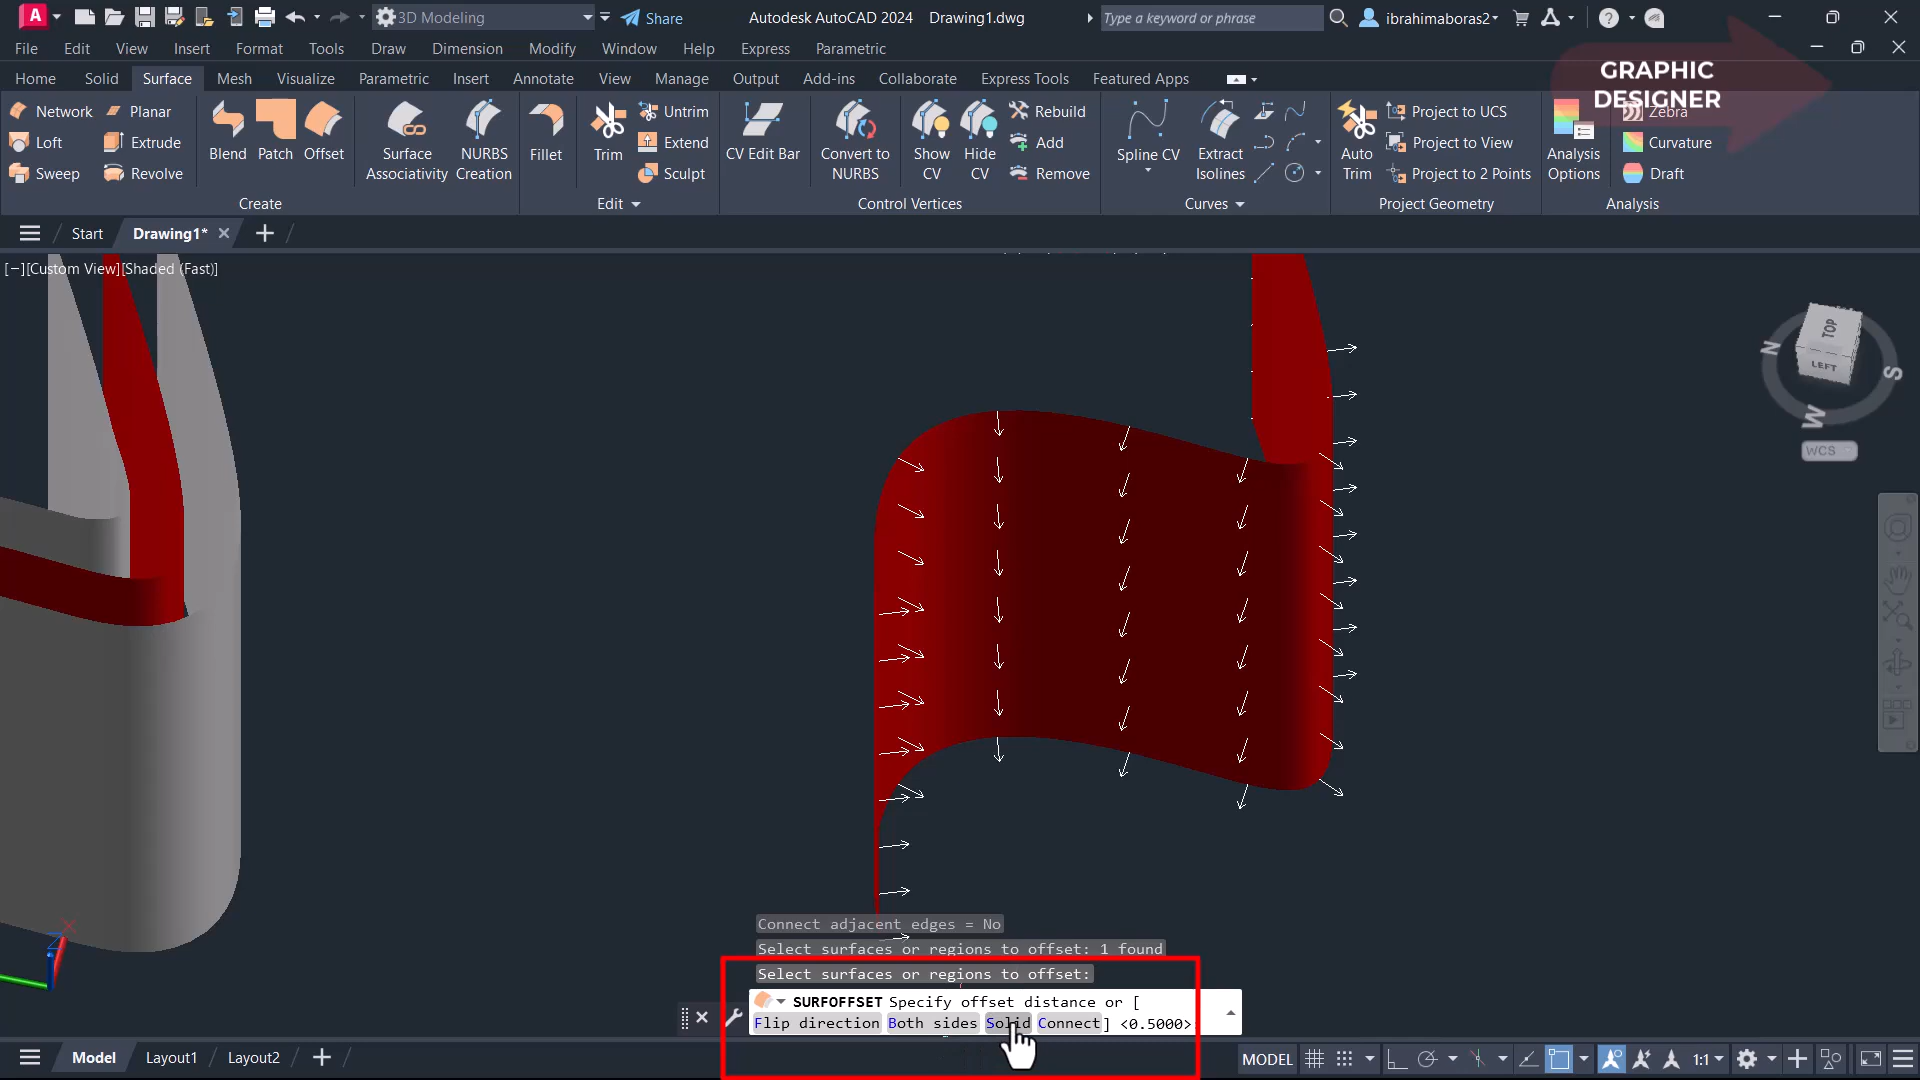 A 3D Modeling Share Autodesk AutoCAD 2024 Drawing1.dwg Type a keyword or phrase ibrahimaboras2
File Edit View Insert Format Tools Draw Dimension Modify Window Help Express Parametric
Home Solid Surface Mesh Visualize Parametric Insert Annotate View Manage Output Add-ins Collaborate Express Tools Featured Apps
GRAPHIC
DESIGNER
Network Planar Untrim Rebuild Project to UCS Zebra
Loft Extrude Extend Add Project to View Curvature
Sweep Revolve Sculpt Remove Project to 2 Points Draft
Blend Patch Offset Surface Associativity NURBS Creation Fillet Trim CV Edit Bar Convert to NURBS Show CV Hide CV Spline CV Extract Isolines Auto Trim Analysis Options
Create Edit Control Vertices Curves Project Geometry Analysis
Start Drawing1*
[−][Custom View][Shaded (Fast)]
TOP
LEFT
N
S
W
WCS
Connect adjacent edges = No
Select surfaces or regions to offset: 1 found
Select surfaces or regions to offset:
SURFOFFSET Specify offset distance or [
Flip direction Both sides Solid Connect] <0.5000>
X
Z
Model Layout1 Layout2 MODEL 1:1